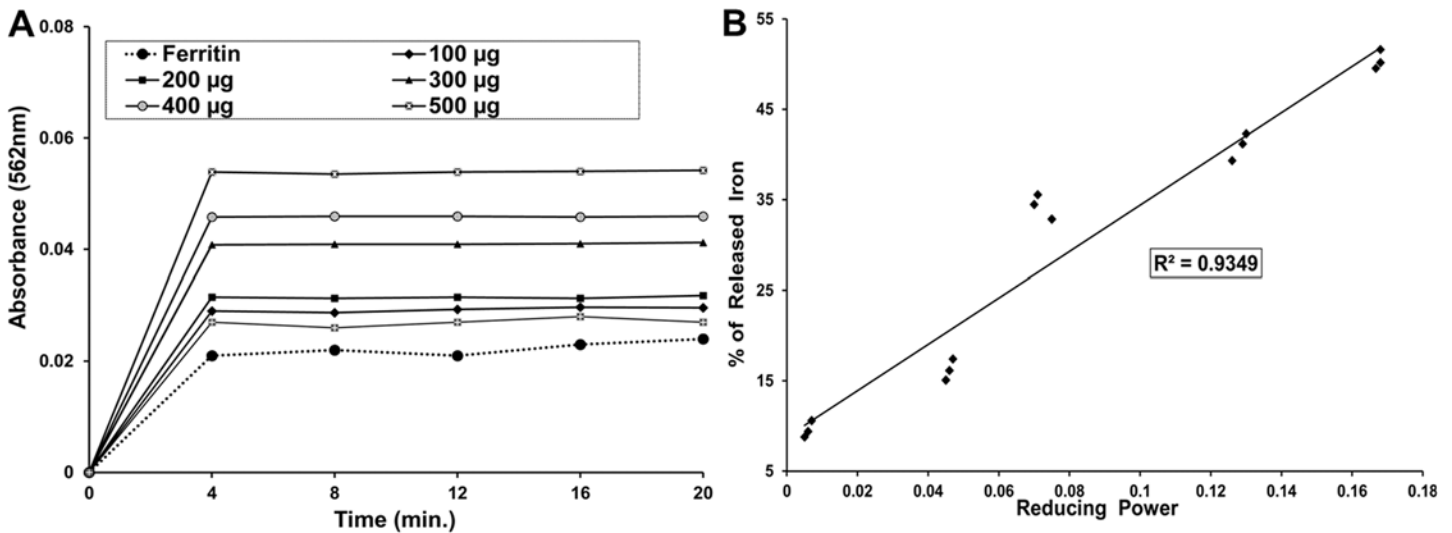 A
Absorbance (562nm)
0.08
0.06
0.04
0.02
0
Ferritin 100 µg
200 µg 300 µg
400 µg 500 µg
0 4 8 12 16 20
Time (min.)
B
% of Released Iron
55
45
35
25
15
5
R² = 0.9349
0 0.02 0.04 0.06 0.08 0.1 0.12 0.14 0.16 0.18
Reducing Power